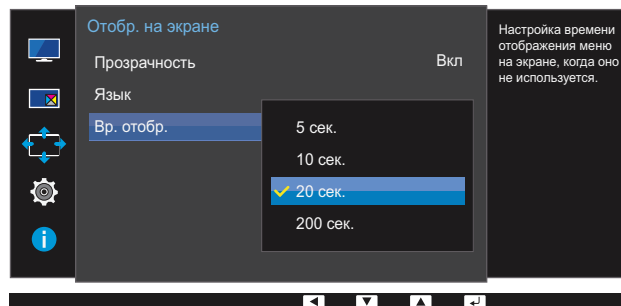 Отобр. на экране
Прозрачность Вкл
Язык
Вр. отобр.
5 сек.
10 сек.
20 сек.
200 сек.
Настройка времени
отображения меню
на экране, когда оно
не используется.